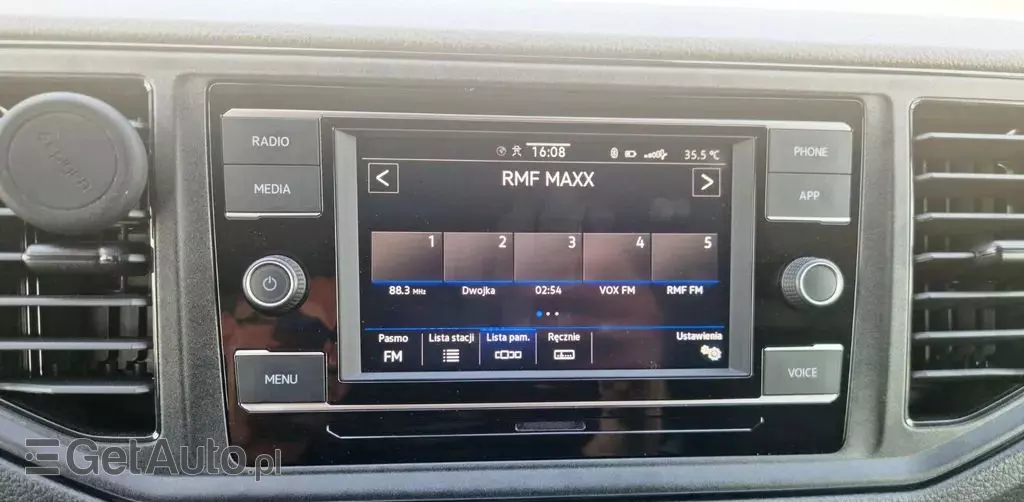 oxygen
RADIO
MEDIA
MENU
PHONE
APP
VOICE
16:08
35.5 °C
<
RMF MAXX
>
1 2 3 4 5
88.3 MHz Dwojka 02:54 VOX FM RMF FM
Pasmo Lista stacji Lista pam. Ręcznie Ustawienia
FM
GetAuto.pl